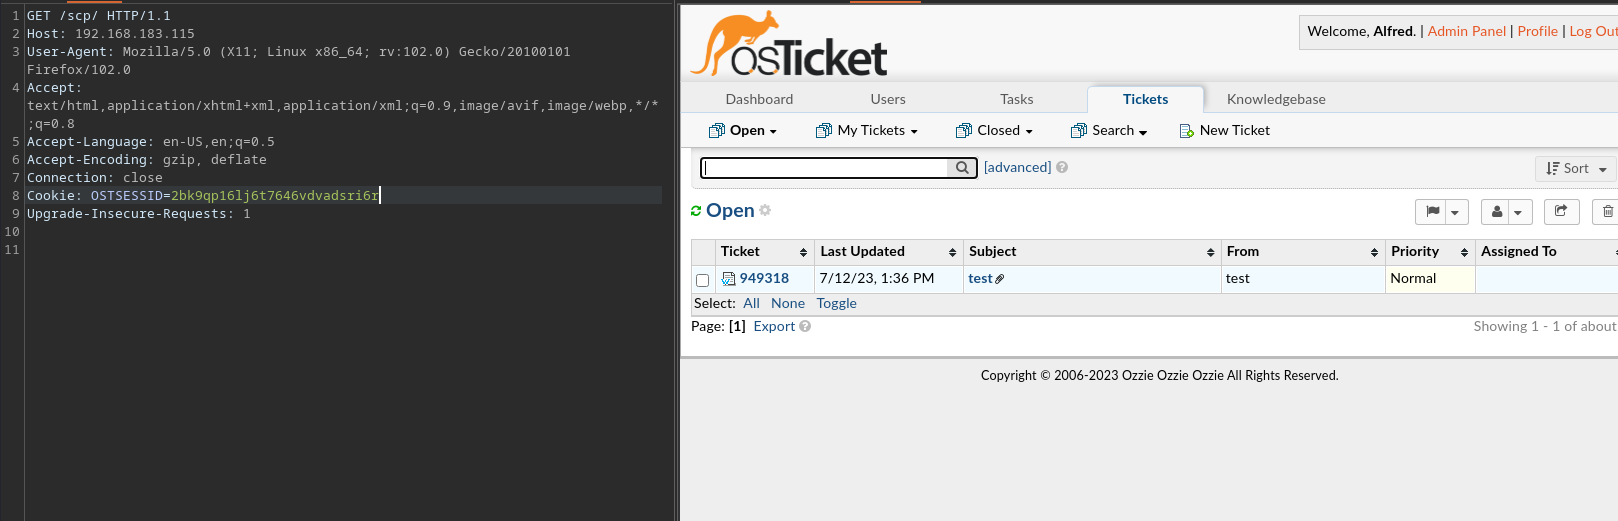 1 GET /scp/ HTTP/1.1
2 Host: 192.168.183.115
3 User-Agent: Mozilla/5.0 (X11; Linux x86_64; rv:102.0) Gecko/20100101
Firefox/102.0
4 Accept:
text/html,application/xhtml+xml,application/xml;q=0.9,image/avif,image/webp,*/*
;q=0.8
5 Accept-Language: en-US,en;q=0.5
6 Accept-Encoding: gzip, deflate
7 Connection: close
8 Cookie: OSTSESSID=2bk9qp16lj6t7646vdvadsri6r
9 Upgrade-Insecure-Requests: 1
10
11
osTicket
Welcome, Alfred. | Admin Panel | Profile | Log Out
Dashboard Users Tasks Tickets Knowledgebase
Open My Tickets Closed Search New Ticket
[advanced] ? Sort
Open
Ticket Last Updated Subject From Priority Assigned To
949318 7/12/23, 1:36 PM test test Normal
Select: All None Toggle
Page: [1] Export ? Showing 1 - 1 of about
Copyright © 2006-2023 Ozzie Ozzie Ozzie All Rights Reserved.